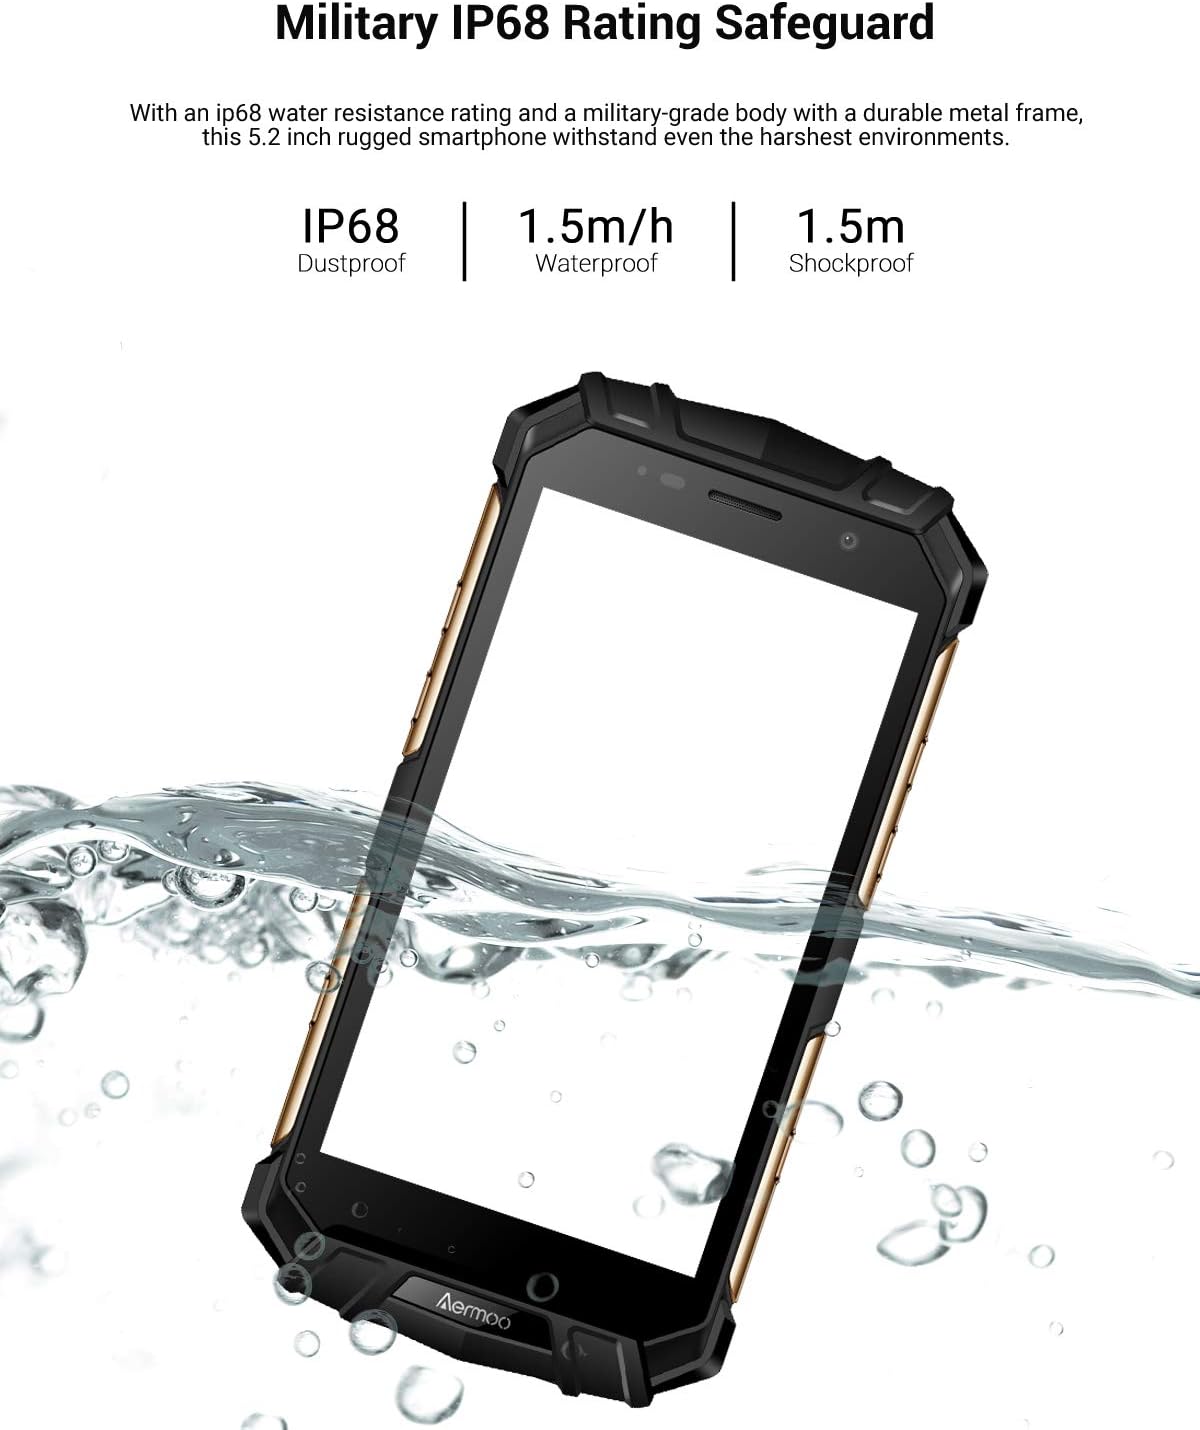 Military IP68 Rating Safeguard
With an ip68 water resistance rating and a military-grade body with a durable metal frame,
this 5.2 inch rugged smartphone withstand even the harshest environments.
IP68
Dustproof
1.5m/h
Waterproof
1.5m
Shockproof
Aermoo